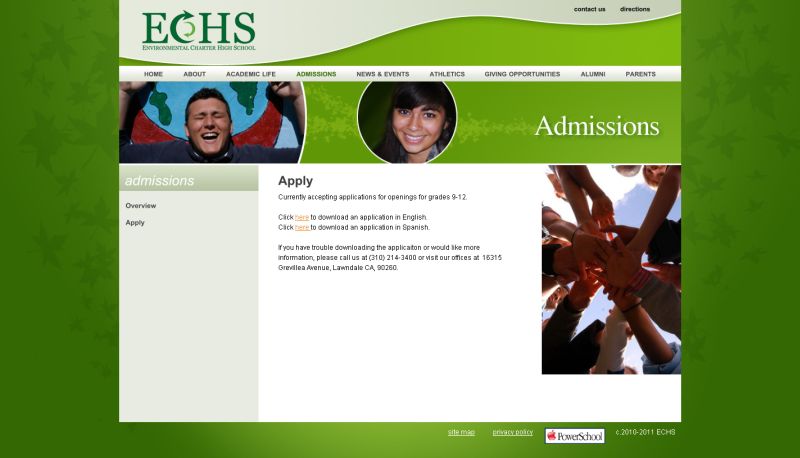 contact us directions
ECHS
ENVIRONMENTAL CHARTER HIGH SCHOOL
HOME ABOUT ACADEMIC LIFE ADMISSIONS NEWS & EVENTS ATHLETICS GIVING OPPORTUNITIES ALUMNI PARENTS
Admissions
admissions
Overview
Apply
Apply
Currently accepting applications for openings for grades 9-12.
Click here to download an application in English.
Click here to download an application in Spanish.
If you have trouble downloading the applicaiton or would like more
information, please call us at (310) 214-3400 or visit our offices at 16315
Grevillea Avenue, Lawndale CA, 90260.
site map privacy policy PowerSchool c.2010-2011 ECHS